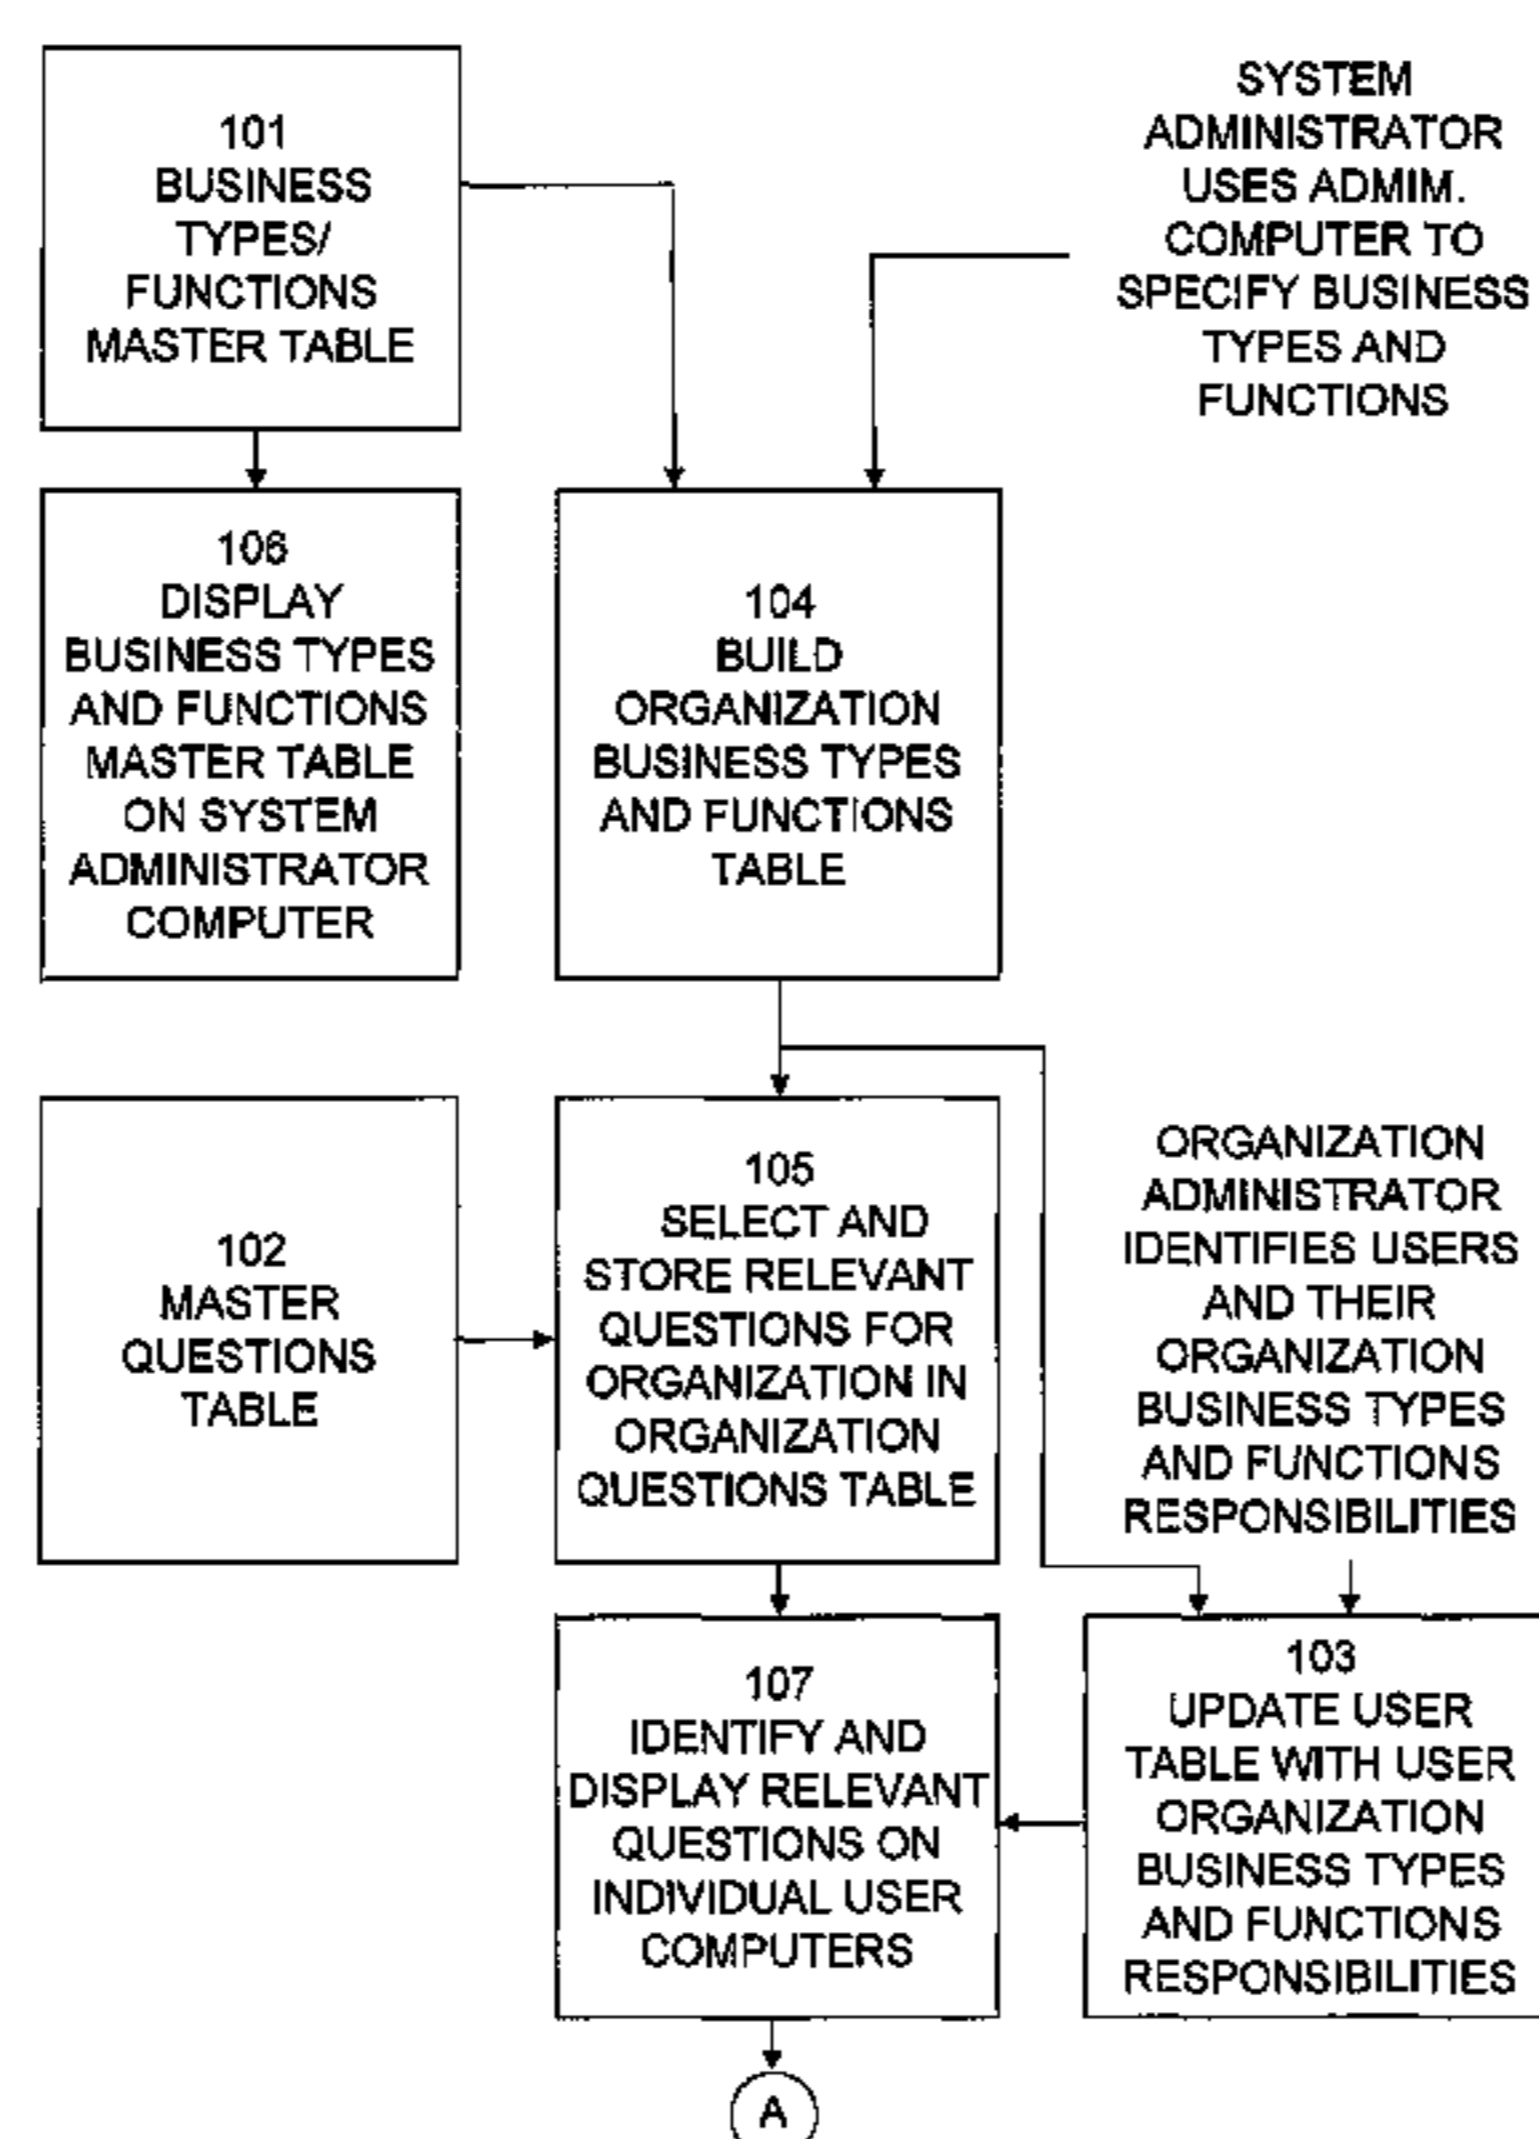 101
BUSINESS
TYPES/
FUNCTIONS
MASTER TABLE
SYSTEM
ADMINISTRATOR
USES ADMIM.
COMPUTER TO
SPECIFY BUSINESS
TYPES AND
FUNCTIONS
106
DISPLAY
BUSINESS TYPES
AND FUNCTIONS
MASTER TABLE
ON SYSTEM
ADMINISTRATOR
COMPUTER
104
BUILD
ORGANIZATION
BUSINESS TYPES
AND FUNCTIONS
TABLE
102
MASTER
QUESTIONS
TABLE
105
SELECT AND
STORE RELEVANT
QUESTIONS FOR
ORGANIZATION IN
ORGANIZATION
QUESTIONS TABLE
ORGANIZATION
ADMINISTRATOR
IDENTIFIES USERS
AND THEIR
ORGANIZATION
BUSINESS TYPES
AND FUNCTIONS
RESPONSIBILITIES
107
IDENTIFY AND
DISPLAY RELEVANT
QUESTIONS ON
INDIVIDUAL USER
COMPUTERS
103
UPDATE USER
TABLE WITH USER
ORGANIZATION
BUSINESS TYPES
AND FUNCTIONS
RESPONSIBILITIES
A